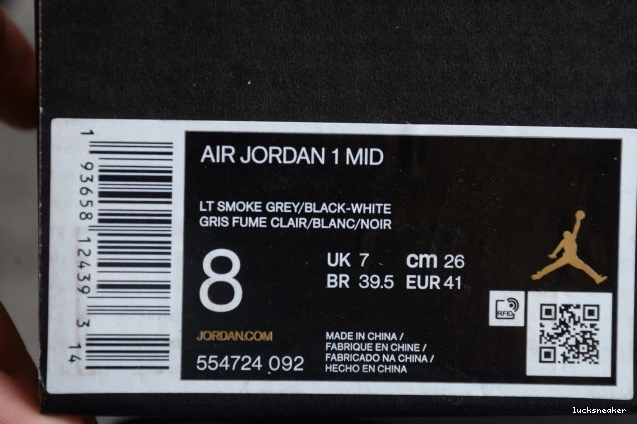 AIR JORDAN 1 MID
LT SMOKE GREY/BLACK-WHITE
GRIS FUME CLAIR/BLANC/NOIR
8
UK 7 cm 26
BR 39.5 EUR 41
RFID
JORDAN.COM
554724 092
MADE IN CHINA /
FABRIQUE EN CHINE /
FABRICADO NA CHINA /
HECHO EN CHINA
1 93658 12439 3 14
lucksneaker